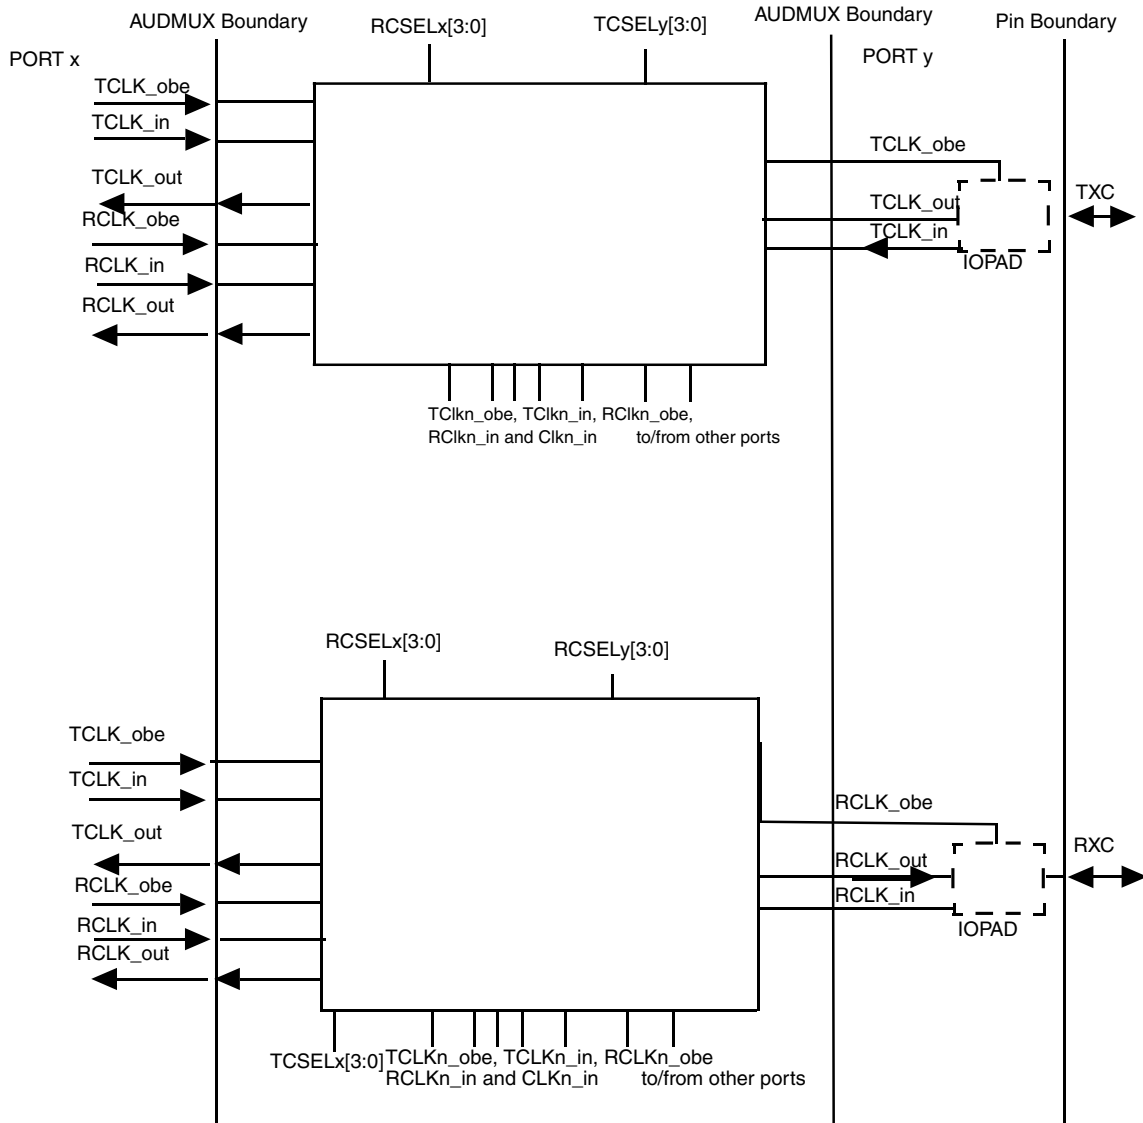 AUDMUX Boundary
RCSELx[3:0]
TCSELy[3:0]
AUDMUX Boundary
Pin Boundary
PORT x
PORT y
TCLK_obe
TCLK_in
TCLK_out
RCLK_obe
RCLK_in
RCLK_out
TCLK_obe
TCLK_out
TCLK_in
IOPAD
TXC
TClkn_obe, TClkn_in, RClkn_obe,
RClkn_in and Clkn_in to/from other ports
RCSELx[3:0]
RCSELy[3:0]
TCLK_obe
TCLK_in
TCLK_out
RCLK_obe
RCLK_in
RCLK_out
RCLK_obe
RCLK_out
RCLK_in
IOPAD
RXC
TCSELx[3:0]
TCLKn_obe, TCLKn_in, RCLKn_obe
RCLKn_in and CLKn_in to/from other ports